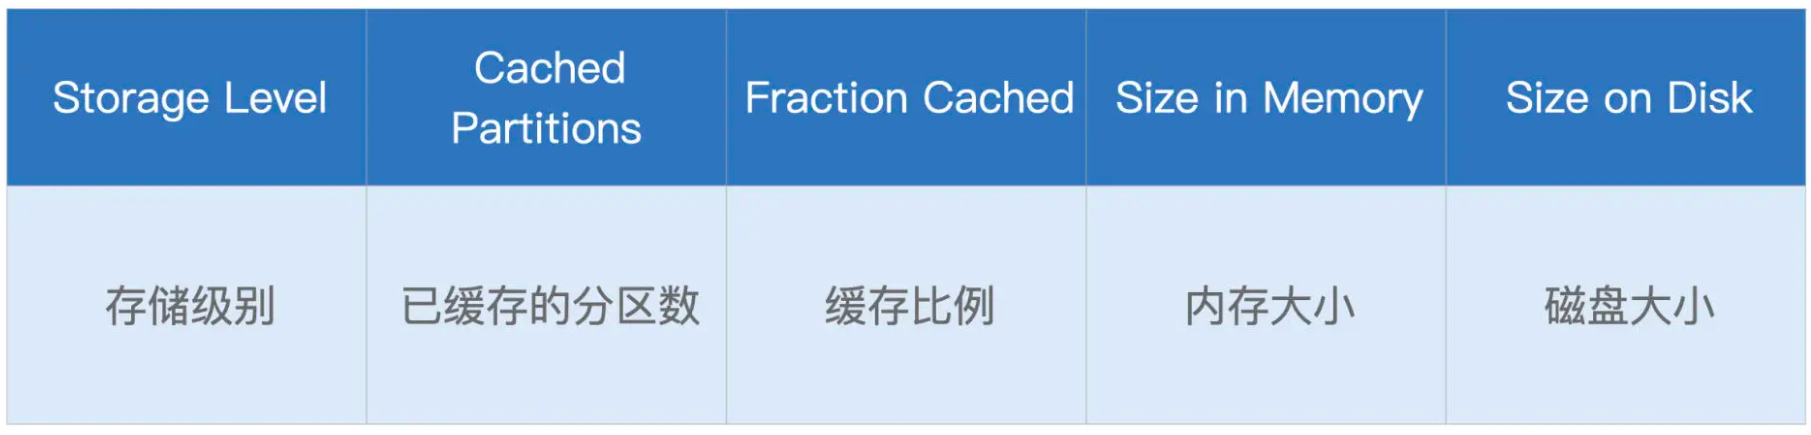 Storage Level
Cached
Partitions
Fraction Cached
Size in Memory
Size on Disk
存储级别
已缓存的分区数
缓存比例
内存大小
磁盘大小